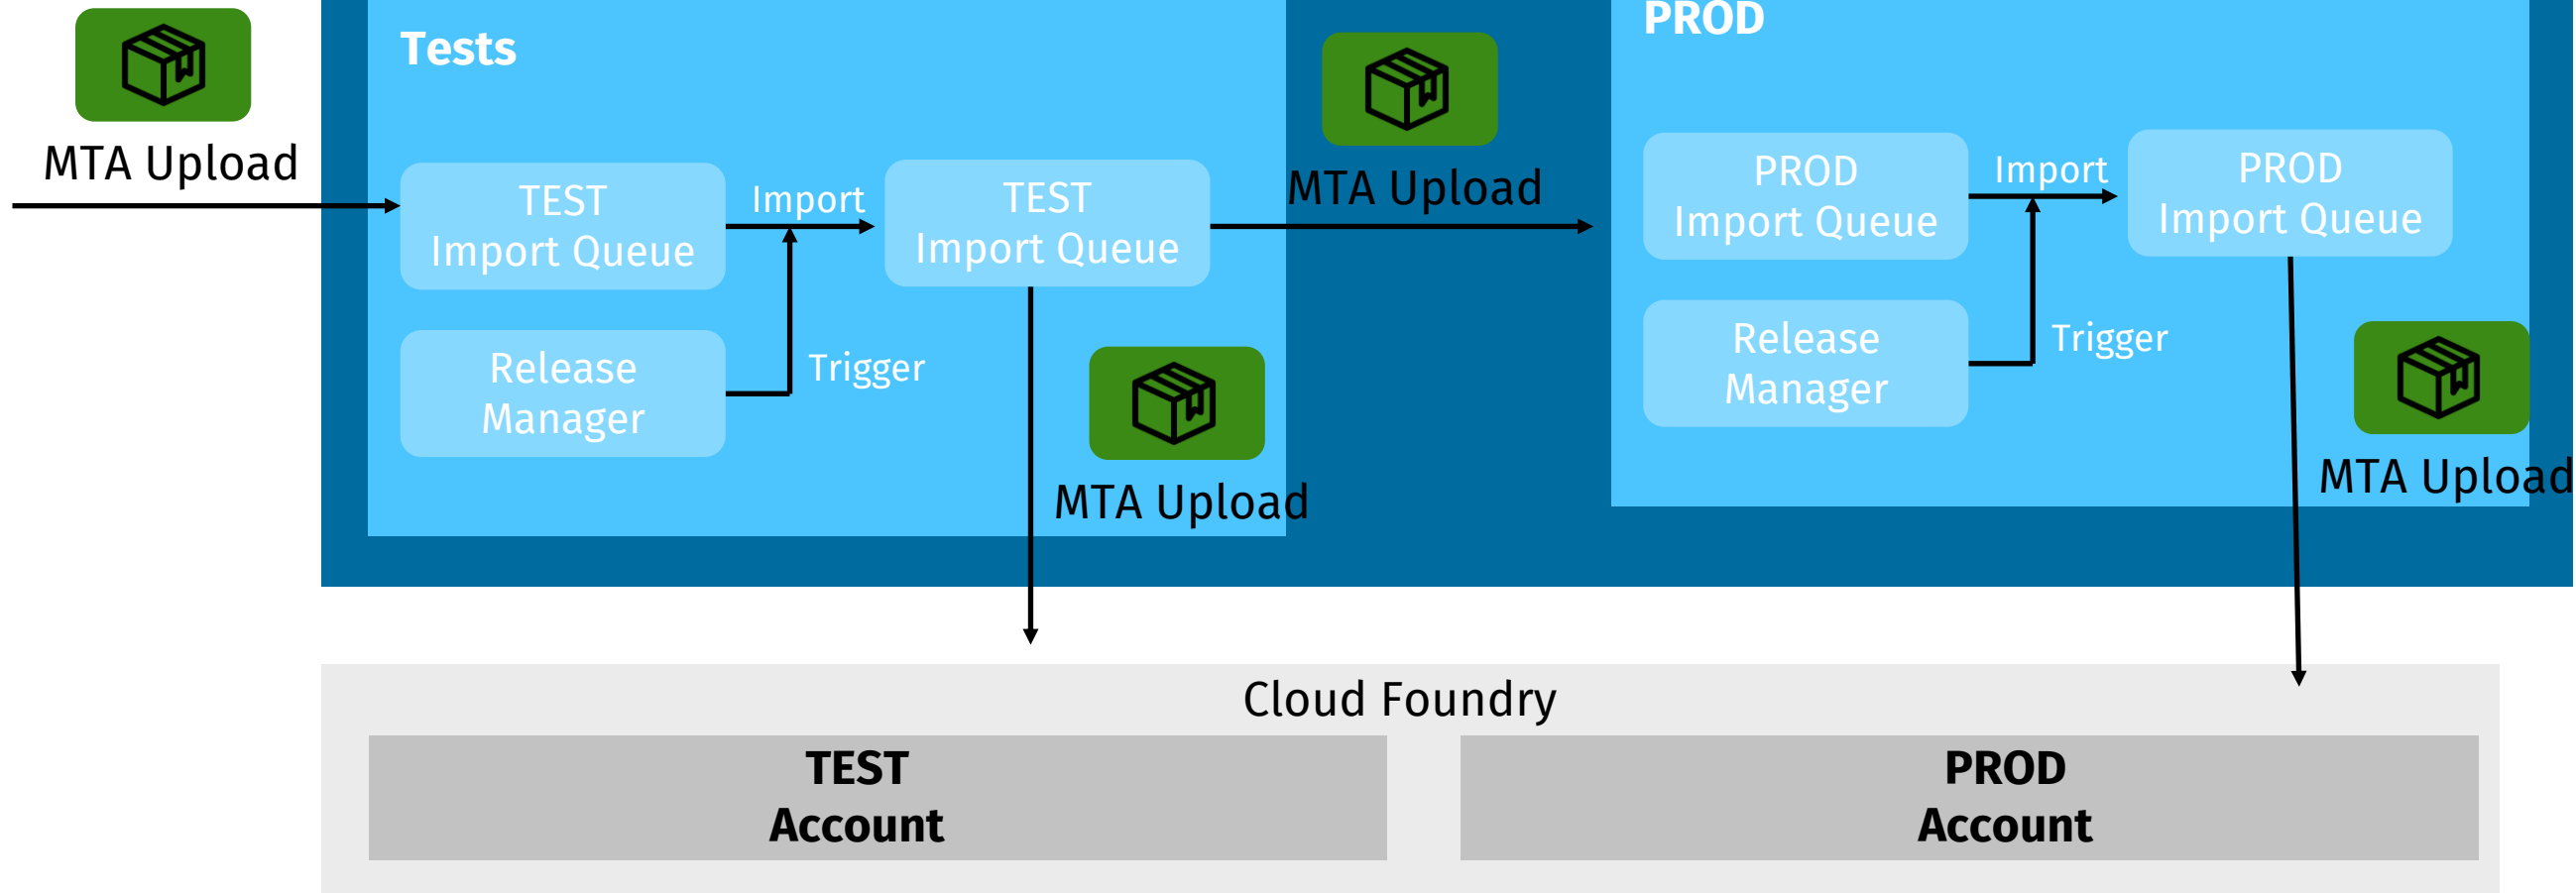 MTA Upload
Tests
TEST
Import Queue
Import
TEST
Import Queue
Release
Manager
Trigger
MTA Upload
MTA Upload
PROD
PROD
Import Queue
Import
PROD
Import Queue
Release
Manager
Trigger
MTA Upload
Cloud Foundry
TEST
Account
PROD
Account